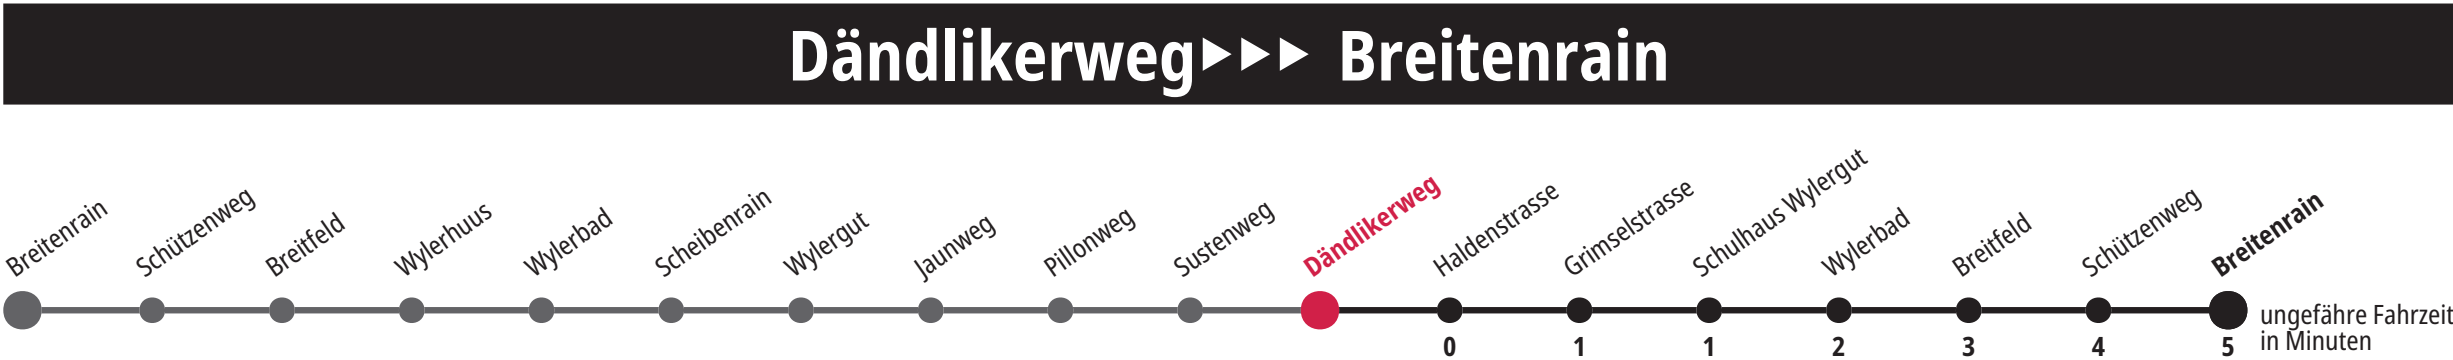 Dändlikerweg▶▶▶ Breitenrain
Breitenrain
Schützenweg
Breitfeld
Wylerhuus
Wylerbad
Scheibenrain
Wylergut
Jaunweg
Pillonweg
Sustenweg
Dändlikerweg
Haldenstrasse
Grimselstrasse
Schulhaus Wylergut
Wylerbad
Breitfeld
Schützenweg
Breitenrain
0 1 1 2 3 4 5
ungefähre Fahrzeit
in Minuten